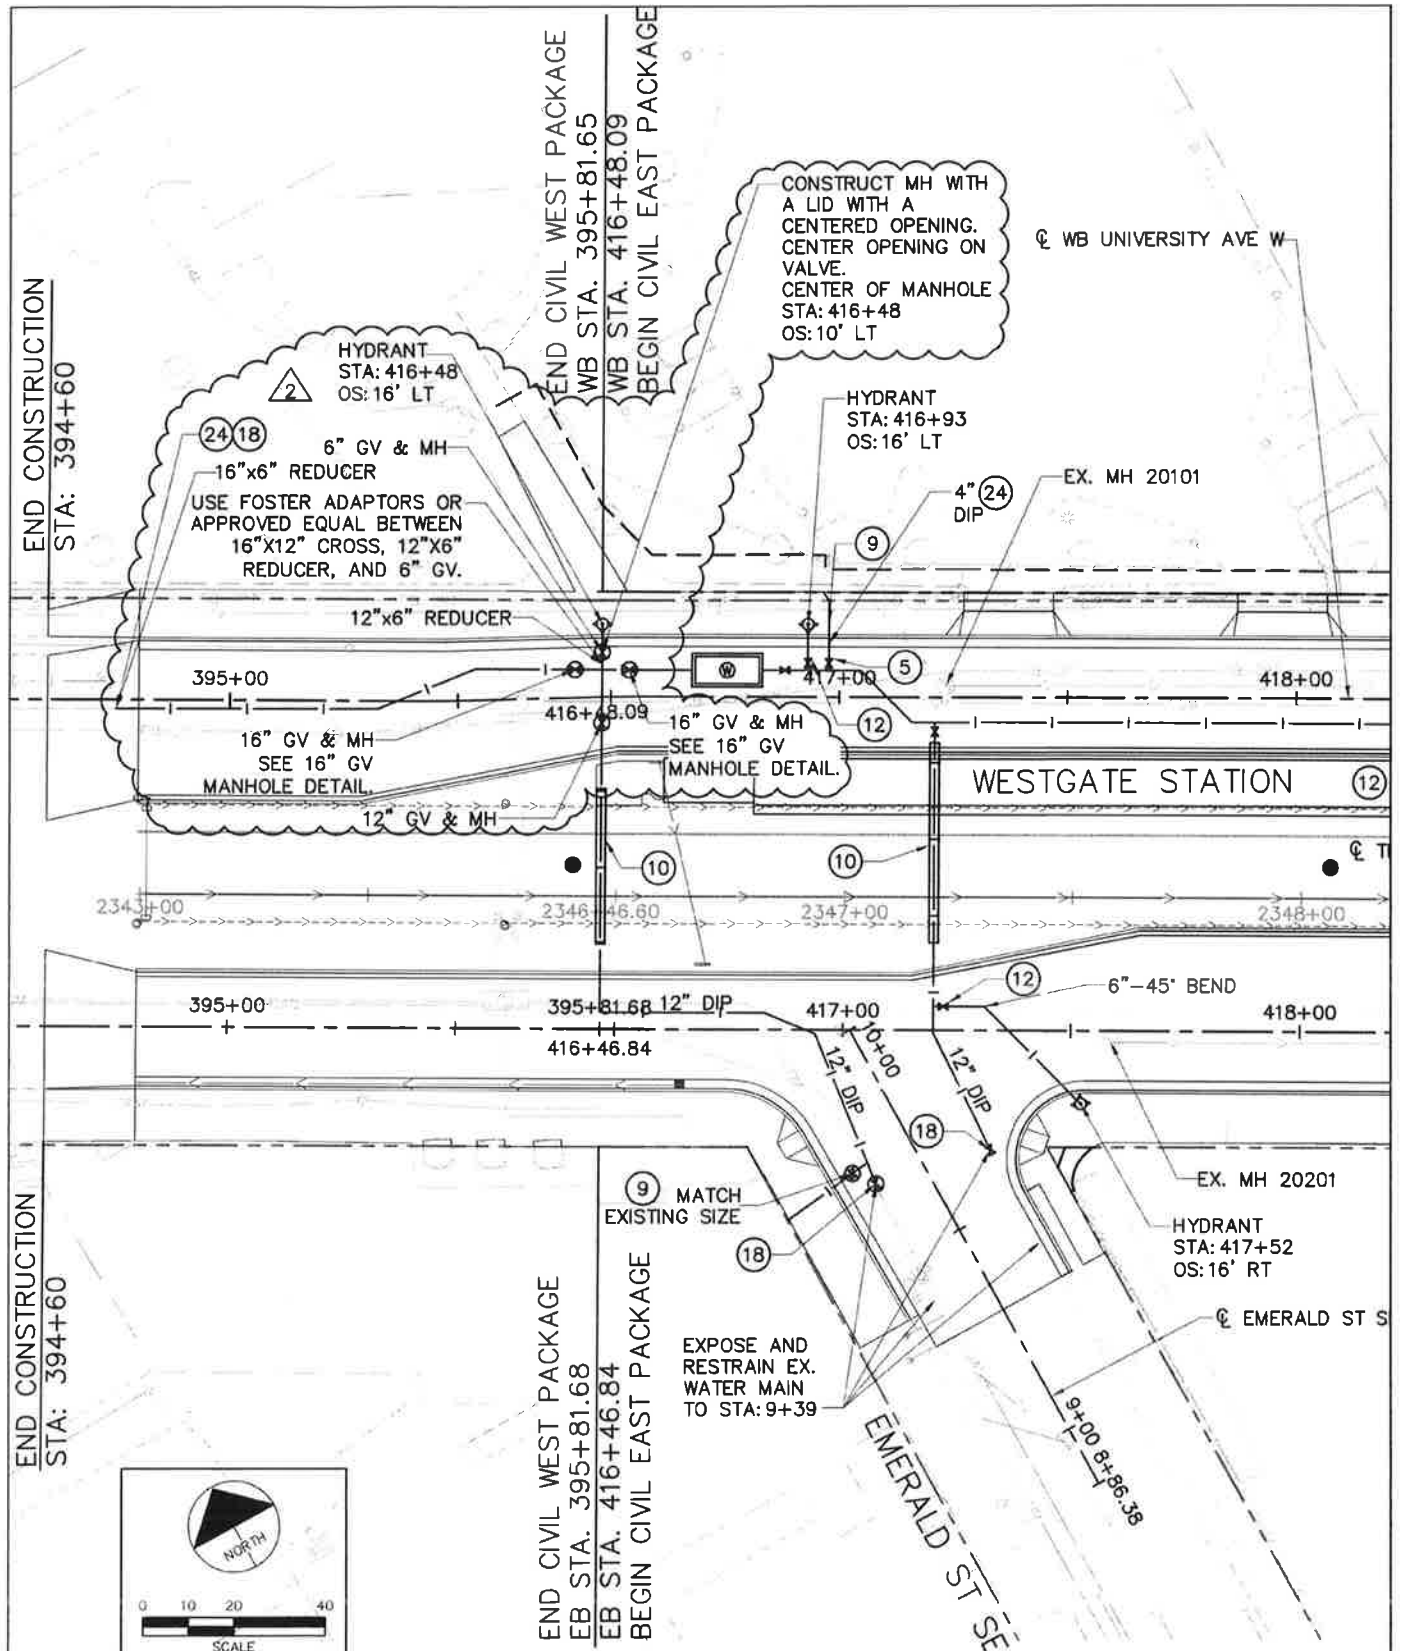 END CIVIL WEST PACKAGE
WB STA. 395+81.65
WB STA. 416+48.09
BEGIN CIVIL EAST PACKAGE
CONSTRUCT MH WITH
A LID WITH A
CENTERED OPENING.
CENTER OPENING ON
VALVE.
CENTER OF MANHOLE
STA: 416+48
OS: 10' LT
℄ WB UNIVERSITY AVE W
END CONSTRUCTION
STA: 394+60
HYDRANT
STA: 416+48
OS: 16' LT
2
24 18
6" GV & MH
16"x6" REDUCER
USE FOSTER ADAPTORS OR
APPROVED EQUAL BETWEEN
16"X12" CROSS, 12"X6"
REDUCER, AND 6" GV.
12"x6" REDUCER
HYDRANT
STA: 416+93
OS: 16' LT
4" 24
DIP
EX. MH 20101
9
5
W
395+00
417+00
418+00
416+48.09
12
16" GV & MH
SEE 16" GV
MANHOLE DETAIL.
16" GV & MH
SEE 16" GV
MANHOLE DETAIL.
12" GV & MH
WESTGATE STATION
12
10
10
℄ T
2343+00
2346+46.60
2347+00
2348+00
12
6"-45° BEND
395+00
395+81.68
12" DIP
417+00
418+00
416+46.84
10+00
12" DIP
12" DIP
18
EX. MH 20201
9 MATCH
EXISTING SIZE
18
HYDRANT
STA: 417+52
OS: 16' RT
℄ EMERALD ST S
EXPOSE AND
RESTRAIN EX.
WATER MAIN
TO STA: 9+39
9+00
8+86.38
EMERALD ST SE
END CONSTRUCTION
STA: 394+60
END CIVIL WEST PACKAGE
EB STA. 395+81.68
EB STA. 416+46.84
BEGIN CIVIL EAST PACKAGE
NORTH
0 10 20 40
SCALE